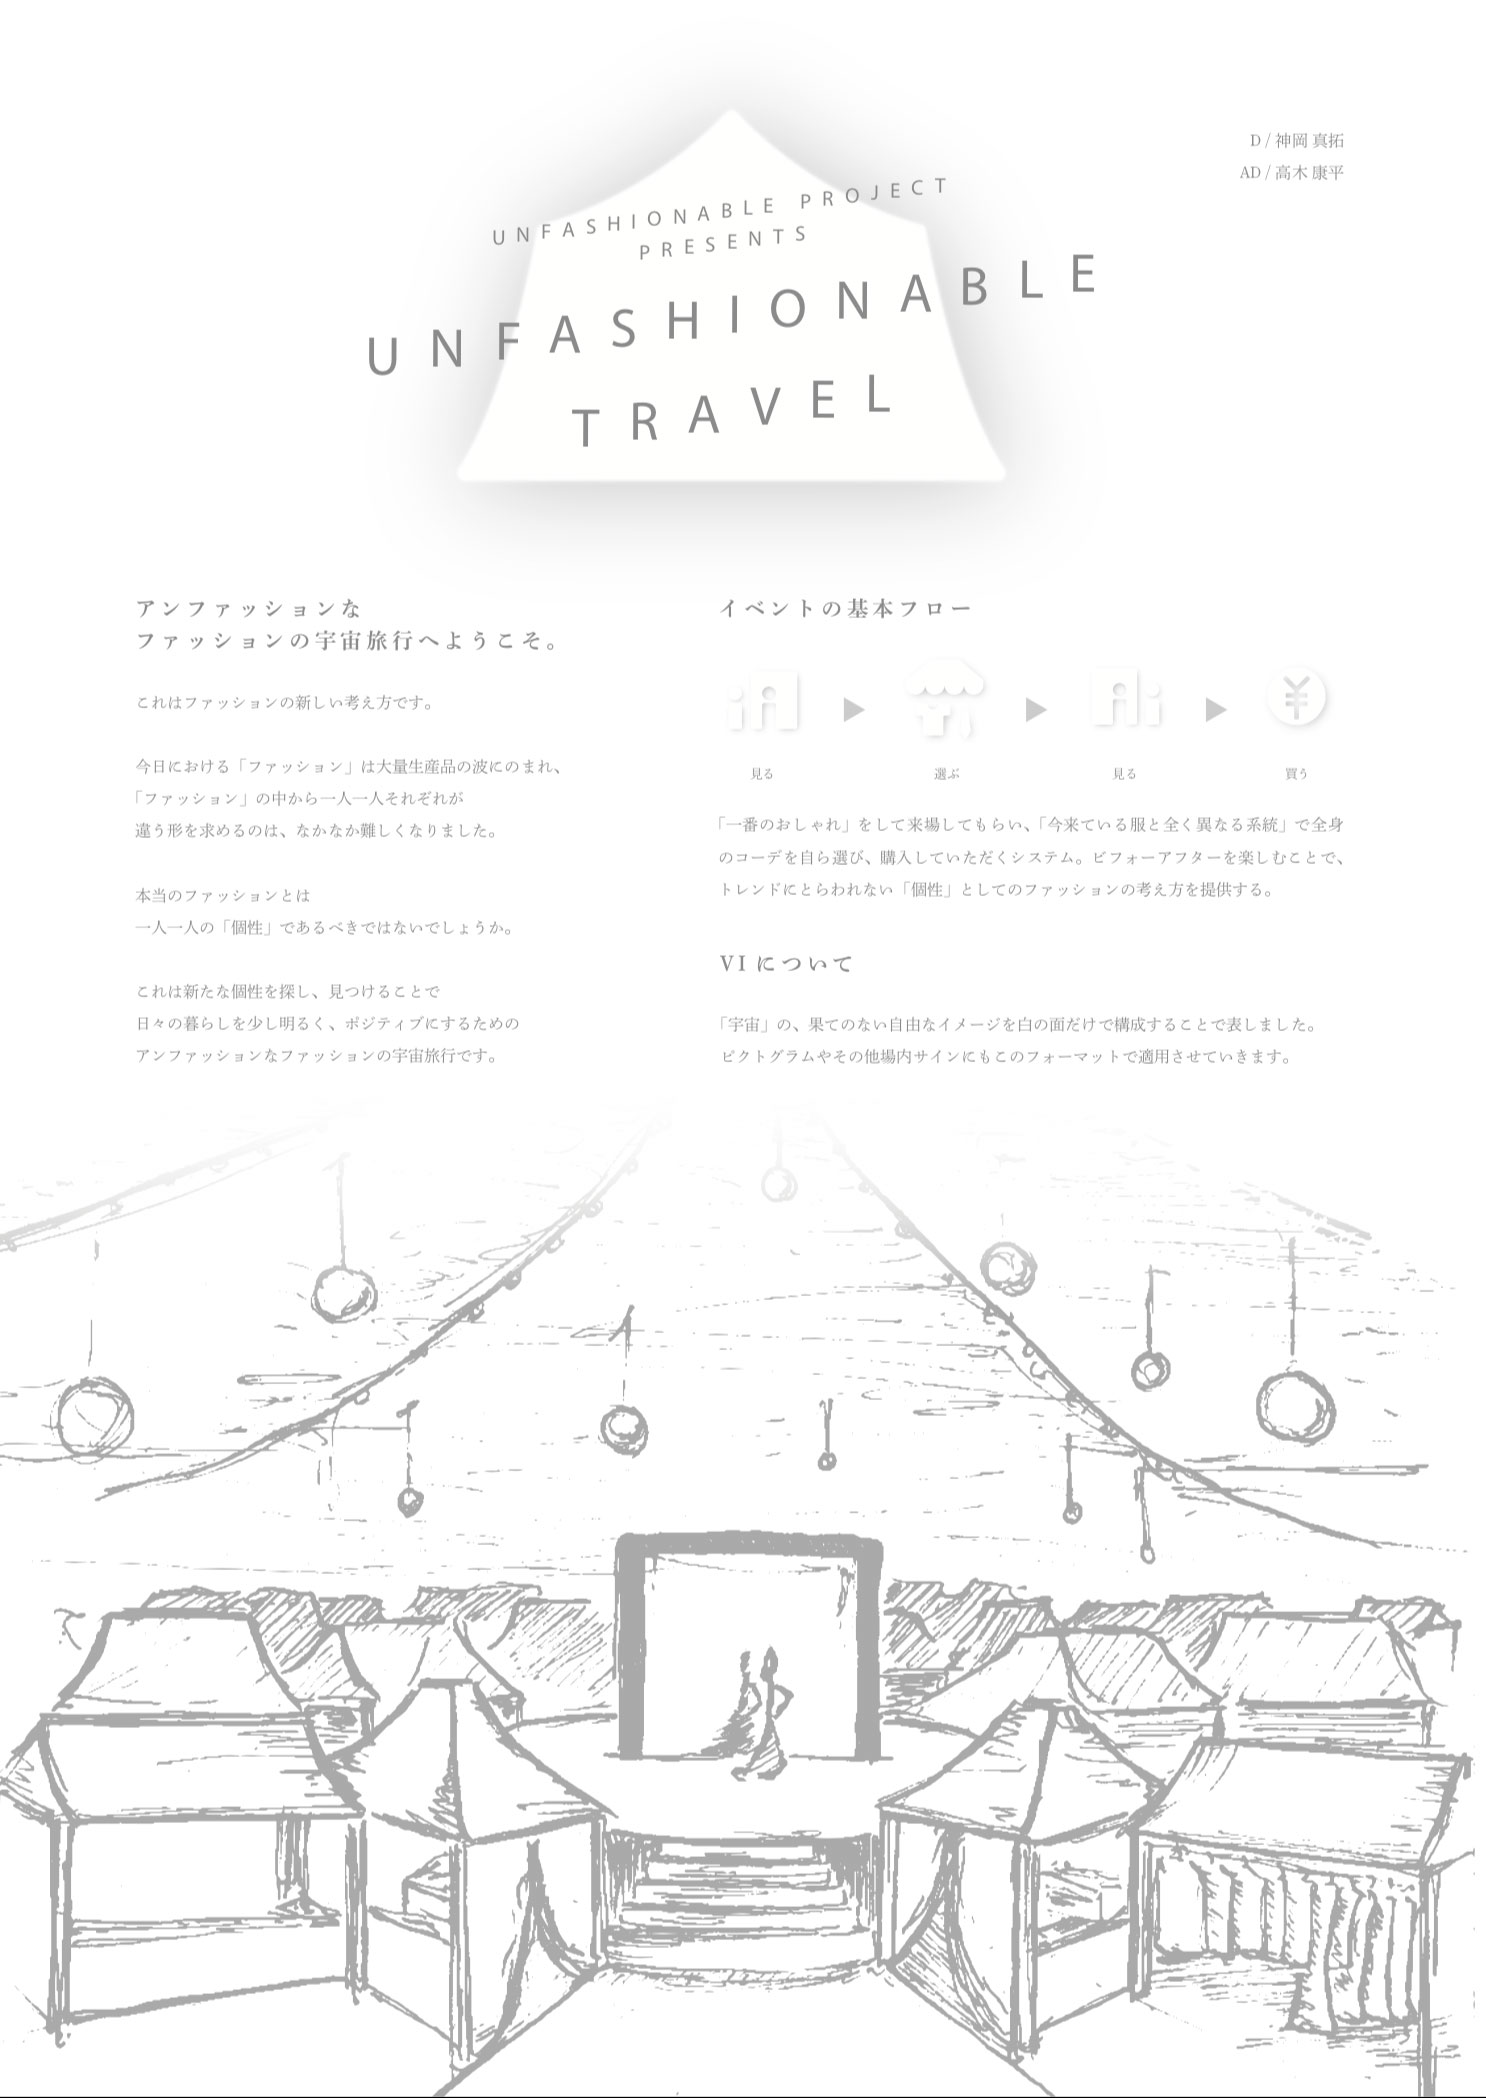 D / 神岡 真拓
AD / 高木 康平
UNFASHIONABLE PROJECT
PRESENTS
UNFASHIONABLE
TRAVEL
アンファッションな
ファッションの宇宙旅行へようこそ。
これはファッションの新しい考え方です。
今日における「ファッション」は大量生産品の波にのまれ、
「ファッション」の中から一人一人それぞれが
違う形を求めるのは、なかなか難しくなりました。
本当のファッションとは
一人一人の「個性」であるべきではないでしょうか。
これは新たな個性を探し、見つけることで
日々の暮らしを少し明るく、ポジティブにするための
アンファッションなファッションの宇宙旅行です。
イベントの基本フロー
¥
見る
選ぶ
見る
買う
「一番のおしゃれ」をして来場してもらい、「今来ている服と全く異なる系統」で全身
のコーデを自ら選び、購入していただくシステム。ビフォーアフターを楽しむことで、
トレンドにとらわれない「個性」としてのファッションの考え方を提供する。
VI について
「宇宙」の、果てのない自由なイメージを白の面だけで構成することで表しました。
ピクトグラムやその他場内サインにもこのフォーマットで適用させていきます。